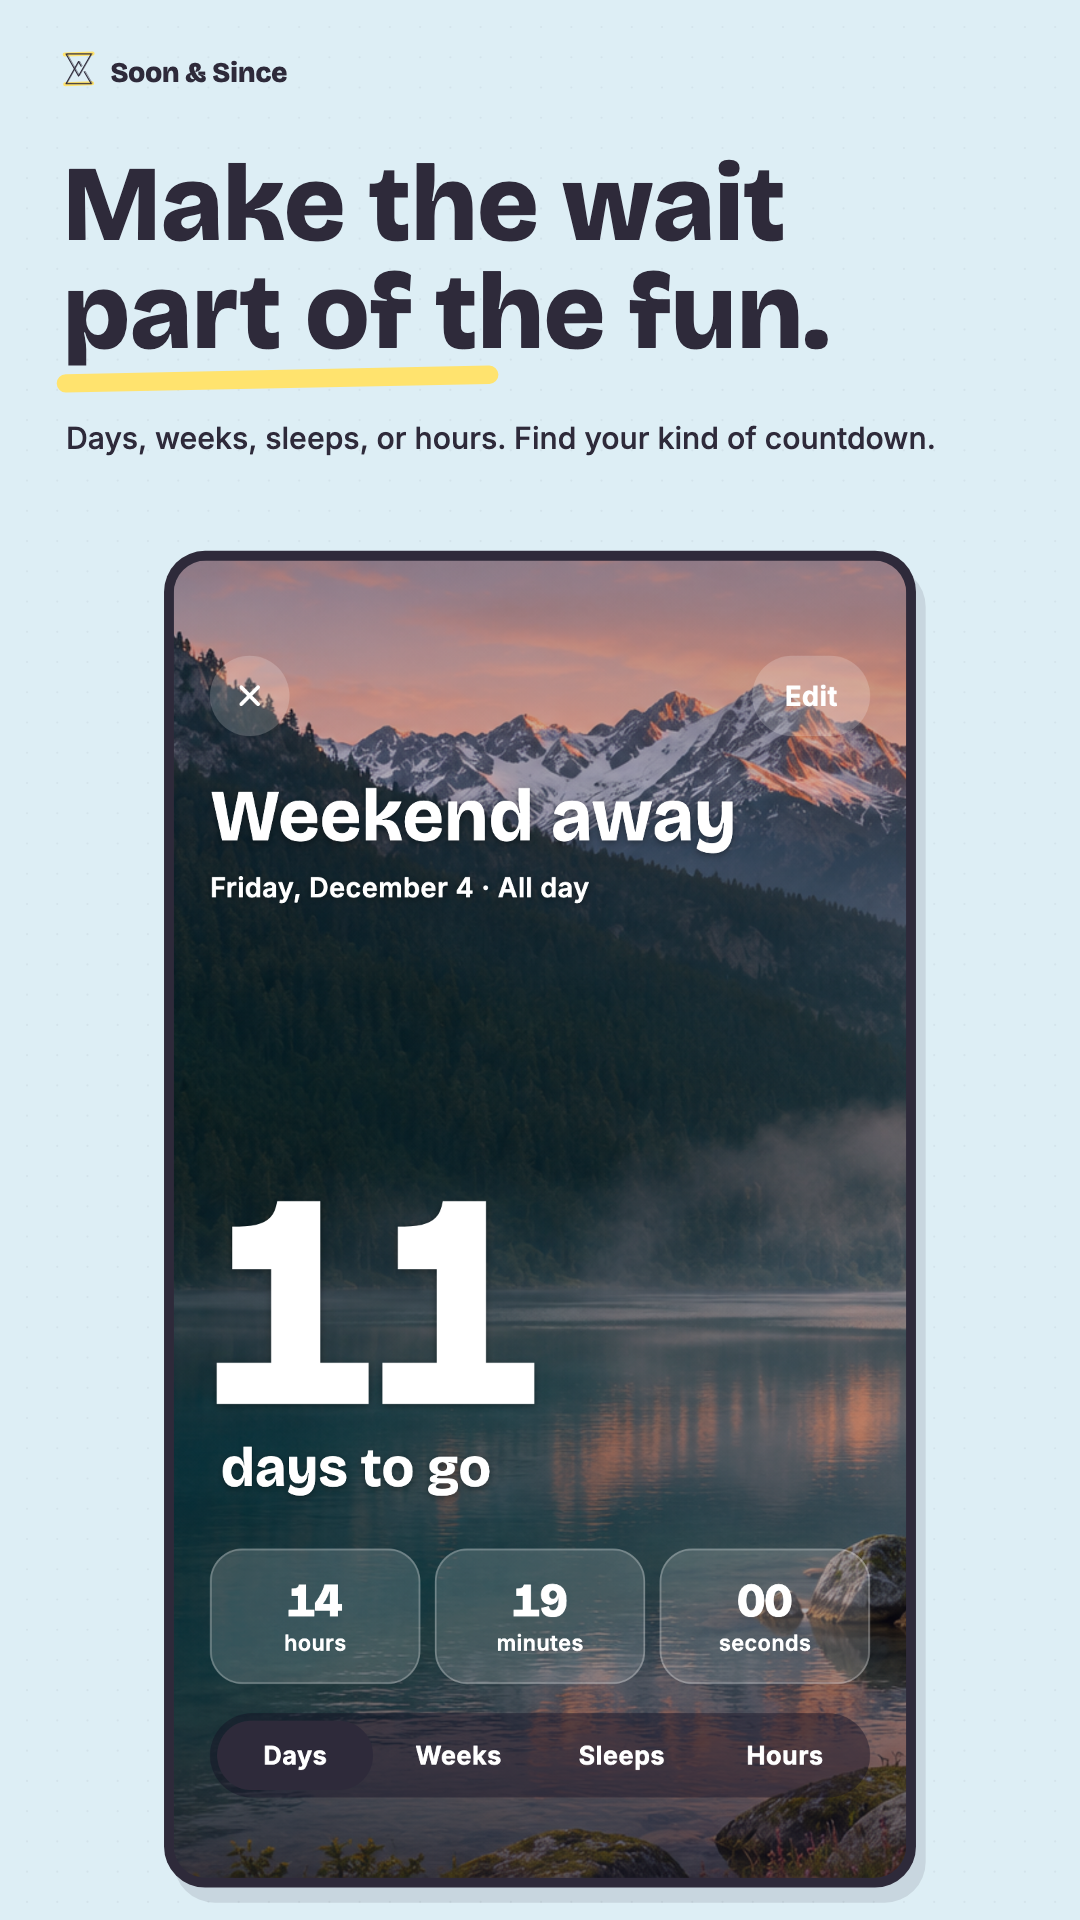 Soon & Since
Make the wait
part of the fun.
Days, weeks, sleeps, or hours. Find your kind of countdown.
Edit
Weekend away
Friday, December 4 · All day
11
days to go
14
hours
19
minutes
00
seconds
Days
Weeks
Sleeps
Hours